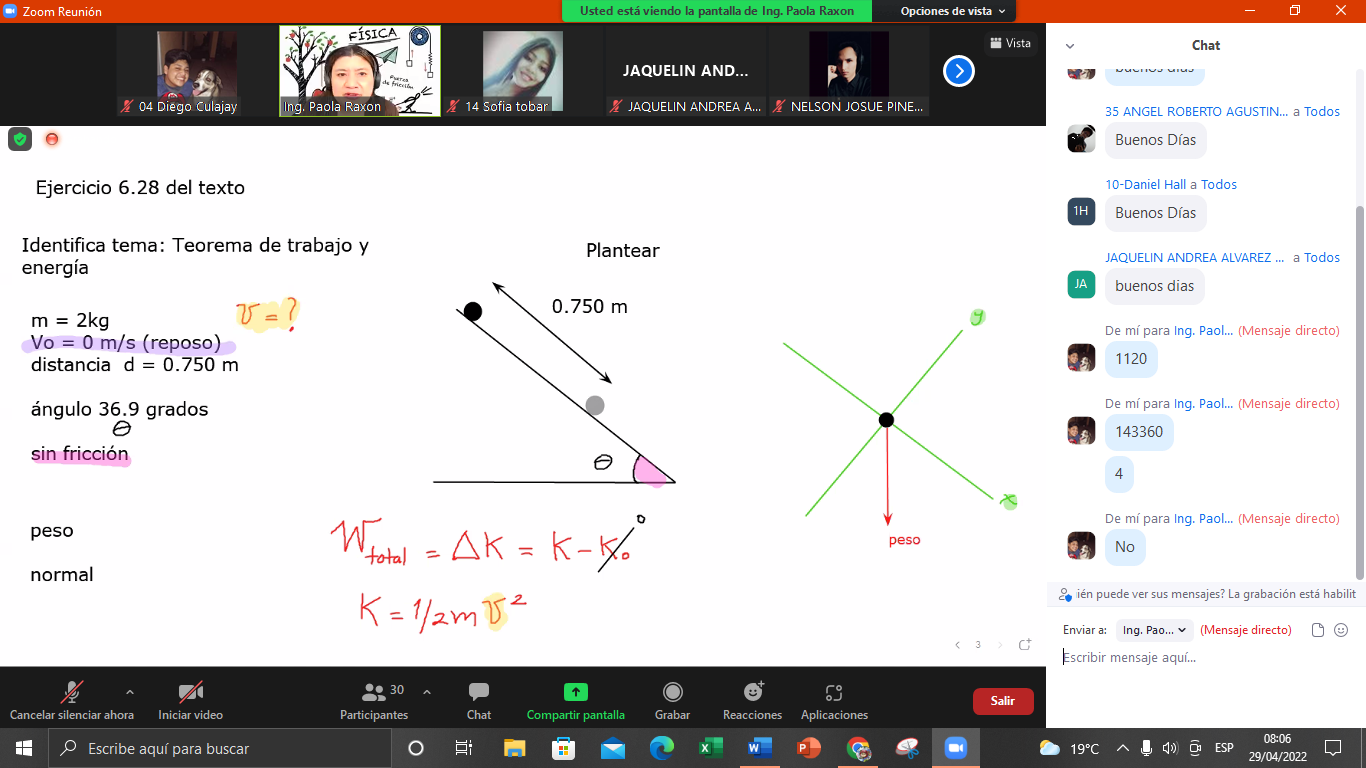 Zoom Reunión
Usted está viendo la pantalla de Ing. Paola Raxon
Opciones de vista
FÍSICA
fuerza de fricción
04 Diego Culajay
Ing. Paola Raxon
14 Sofia tobar
JAQUELIN AND...
JAQUELIN ANDREA A...
NELSON JOSUE PINE...
Vista
Ejercicio 6.28 del texto
Identifica tema: Teorema de trabajo y
energía
Plantear
m = 2kg
v = ?
Vo = 0 m/s (reposo)
distancia d = 0.750 m
ángulo 36.9 grados
θ
sin fricción
peso
normal
0.750 m
θ
y
x
peso
W total = ΔK = K - K₀ 0
K = 1/2 m v²
3
Chat
buenos dias
35 ANGEL ROBERTO AGUSTIN... a Todos
Buenos Días
10-Daniel Hall a Todos
1H
Buenos Días
JAQUELIN ANDREA ALVAREZ ... a Todos
JA
buenos dias
De mí para Ing. Paol... (Mensaje directo)
1120
De mí para Ing. Paol... (Mensaje directo)
143360
4
De mí para Ing. Paol... (Mensaje directo)
No
ién puede ver sus mensajes? La grabación está habilit
Enviar a: Ing. Pao... (Mensaje directo)
Escribir mensaje aquí...
Cancelar silenciar ahora
Iniciar video
30
Participantes
Chat
Compartir pantalla
Grabar
Reacciones
Aplicaciones
Salir
Escribe aquí para buscar
19°C
ESP
08:06
29/04/2022